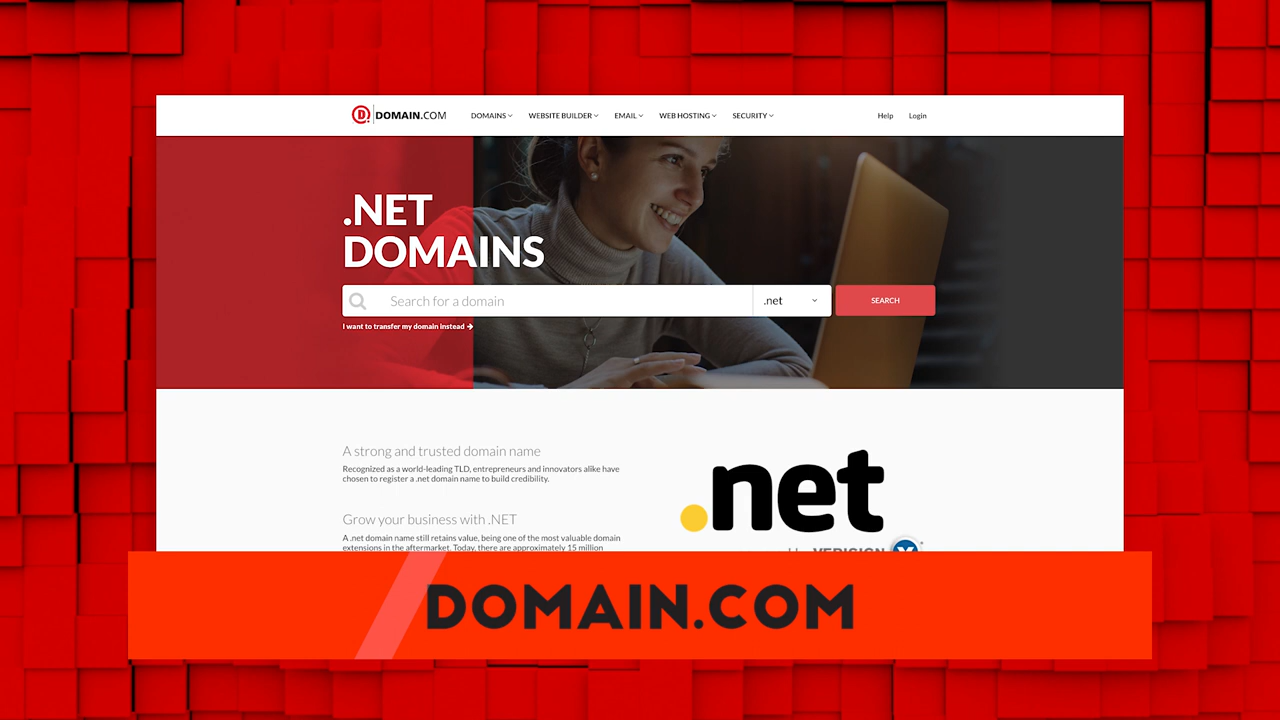 D DOMAIN.COM
DOMAINS
WEBSITE BUILDER
EMAIL
WEB HOSTING
SECURITY
Help
Login
.NET
DOMAINS
Search for a domain
.net
SEARCH
I want to transfer my domain instead
A strong and trusted domain name
Recognized as a world-leading TLD, entrepreneurs and innovators alike have
chosen to register a .net domain name to build credibility.
Grow your business with .NET
A .net domain name still retains value, being one of the most valuable domain
extensions in the aftermarket. Today, there are approximately 15 million
.net
VERISIGN
DOMAIN.COM